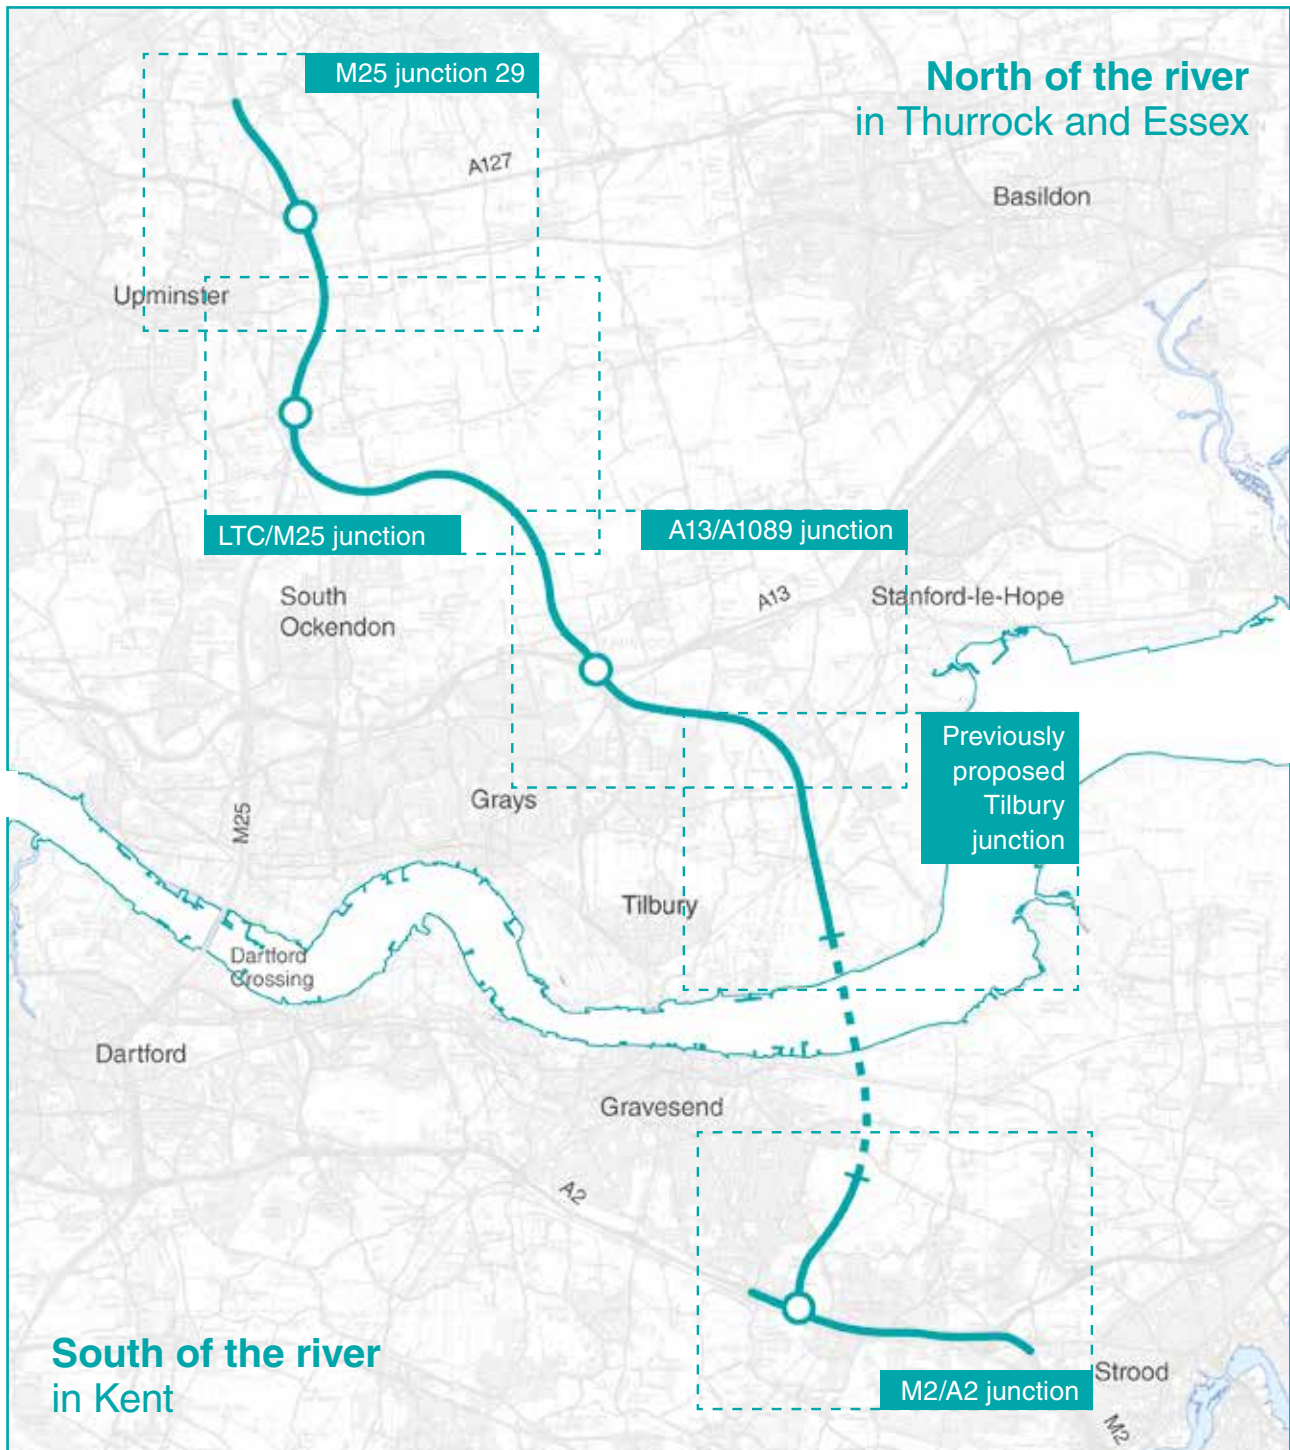 M25 junction 29
North of the river
in Thurrock and Essex
A127
Basildon
Upminster
LTC/M25 junction
A13/A1089 junction
South
Ockendon
A13
Stanford-le-Hope
Previously
proposed
Tilbury
junction
Grays
M25
Tilbury
Dartford
Crossing
Dartford
Gravesend
A2
South of the river
in Kent
Strood
M2/A2 junction
M2